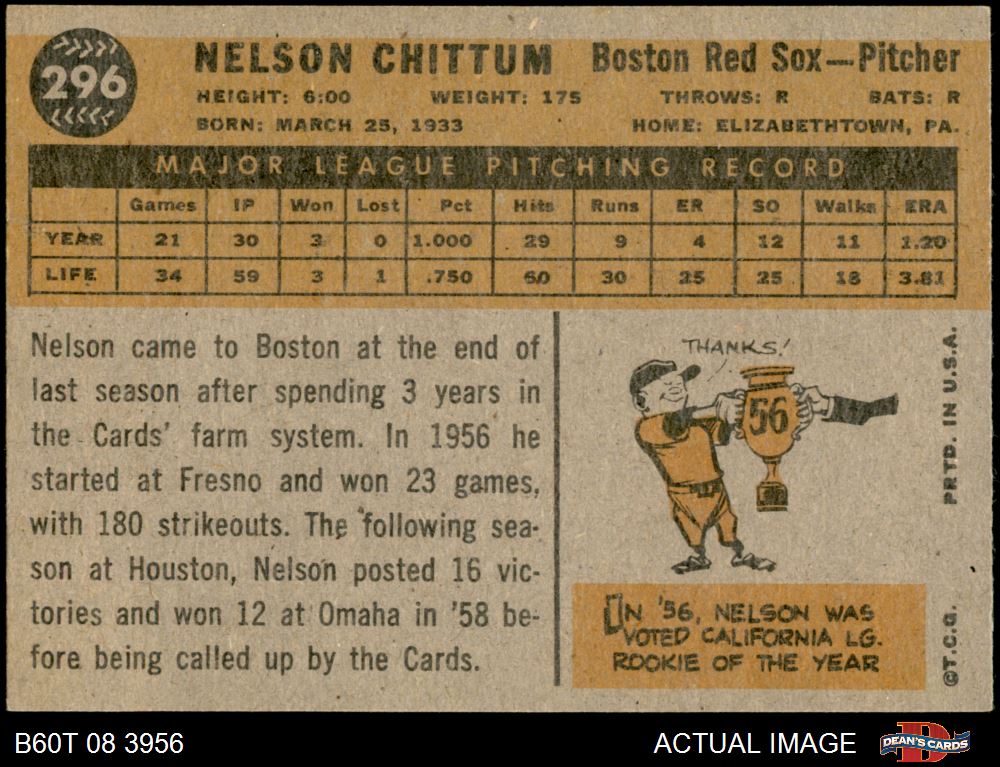 296
NELSON CHITTUM Boston Red Sox—Pitcher
HEIGHT: 6:00 WEIGHT: 175 THROWS: R BATS: R
BORN: MARCH 25, 1933 HOME: ELIZABETHTOWN, PA.
MAJOR LEAGUE PITCHING RECORD
Games IP Won Lost Pct Hits Runs ER SO Walks ERA
YEAR 21 30 3 0 1.000 29 9 4 12 11 1.20
LIFE 34 59 3 1 .750 60 30 25 25 18 3.81
Nelson came to Boston at the end of
last season after spending 3 years in
the Cards' farm system. In 1956 he
started at Fresno and won 23 games,
with 180 strikeouts. The following sea-
son at Houston, Nelson posted 16 vic-
tories and won 12 at Omaha in '58 be-
fore being called up by the Cards.
THANKS!
56
IN '56, NELSON WAS
VOTED CALIFORNIA LG.
ROOKIE OF THE YEAR
PRTD. IN U.S.A.
©T.C.G.
B60T 08 3956
ACTUAL IMAGE
D
DEAN'S CARDS